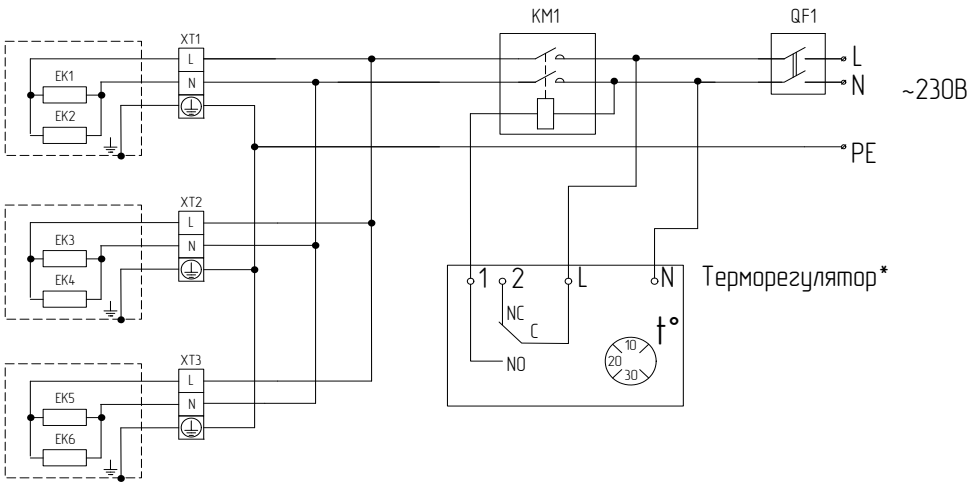 KM1
QF1
XT1
L
N
EK1
EK2
L
N
~230В
PE
XT2
L
N
EK3
EK4
1
2
L
N
Терморегулятор*
NC
C
NO
t°
10
20
30
XT3
L
N
EK5
EK6